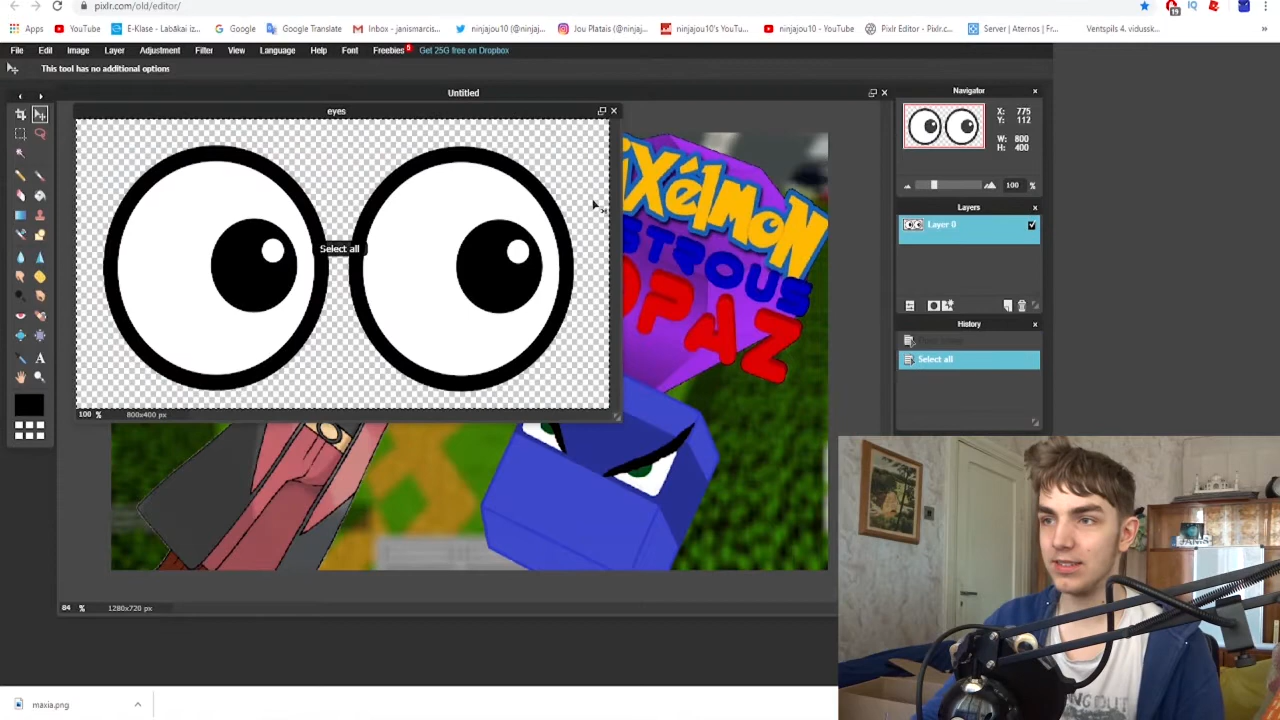 pixlr.com/old/editor/
Apps YouTube E-Klase - Labākai iz... Google Google Translate Inbox - janismarcis... ninjajou10 (@ninjaj... Jou Platais (@ninjaj... ninjajou10's YouTu... ninjajou10 - YouTube Pixlr Editor - Pixlr.c... Server | Aternos | Fr... Ventspils 4. vidussk... »
File Edit Image Layer Adjustment Filter View Language Help Font Freebies Get 25G free on Dropbox
This tool has no additional options
Untitled
eyes
Select all
100 % 800x400 px
84 % 1280x720 px
iXélmoN
STROUS
OPAZ
Navigator
X: 775
Y: 112
W: 800
H: 400
100 %
Layers
Layer 0
History
Select all
A
maxia.png